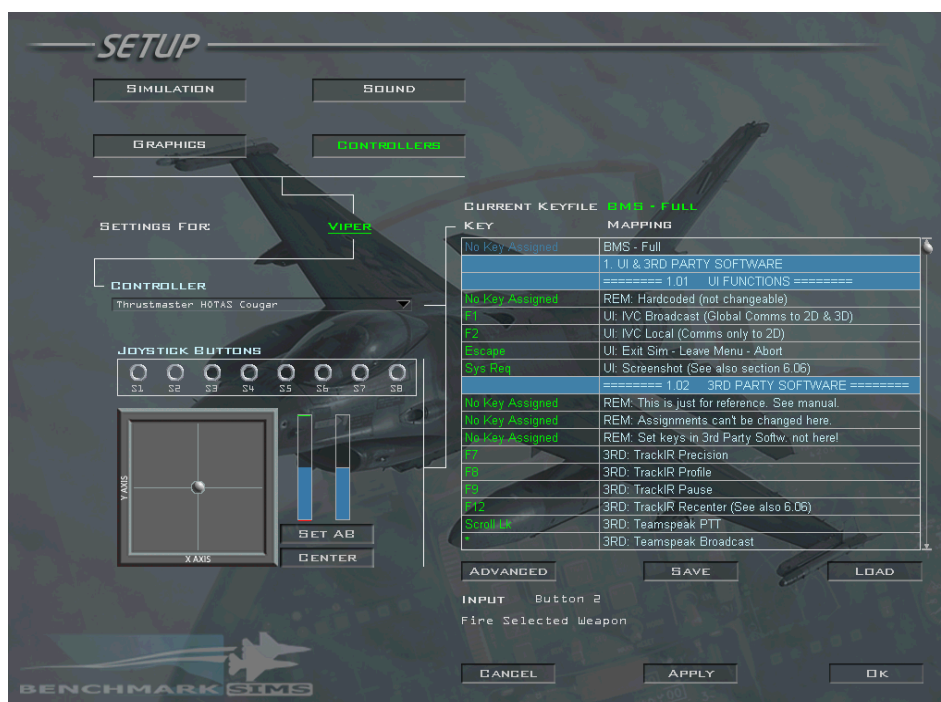 SETUP
SIMULATION
SOUND
GRAPHICS
CONTROLLERS
SETTINGS FOR:
VIPER
CONTROLLER
Thrustmaster HOTAS Cougar
JOYSTICK BUTTONS
S1 S2 S3 S4 S5 S6 S7 S8
Y AXIS
X AXIS
SET AB
CENTER
CURRENT KEYFILE BMS - FULL
KEY MAPPING
No Key Assigned BMS - Full
1. UI & 3RD PARTY SOFTWARE
======== 1.01 UI FUNCTIONS ========
No Key Assigned REM: Hardcoded (not changeable)
F1 UI: IVC Broadcast (Global Comms to 2D & 3D)
F2 UI: IVC Local (Comms only to 2D)
Escape UI: Exit Sim - Leave Menu - Abort
Sys Req UI: Screenshot (See also section 6.06)
======== 1.02 3RD PARTY SOFTWARE ========
No Key Assigned REM: This is just for reference. See manual.
No Key Assigned REM: Assignments can't be changed here.
No Key Assigned REM: Set keys in 3rd Party Softw. not here!
F7 3RD: TrackIR Precision
F8 3RD: TrackIR Profile
F9 3RD: TrackIR Pause
F12 3RD: TrackIR Recenter (See also 6.06)
Scroll Lk 3RD: Teamspeak PTT
* 3RD: Teamspeak Broadcast
ADVANCED
SAVE
LOAD
INPUT Button 2
Fire Selected Weapon
BENCHMARK SIMS
CANCEL
APPLY
OK